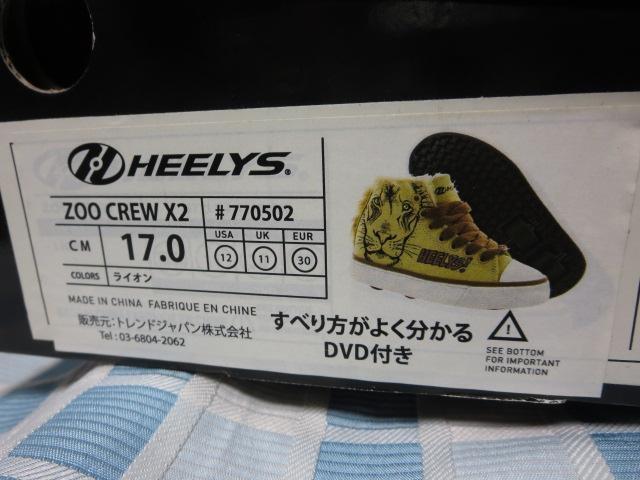 HEELYS®
ZOO CREW X2 #770502
CM 17.0 USA 12 UK 11 EUR 30
COLORS ライオン
MADE IN CHINA FABRIQUE EN CHINE
販売元:トレンドジャパン株式会社
Tel : 03-6804-2062
HEELYS!
すべり方がよく分かる
DVD付き
!
SEE BOTTOM
FOR IMPORTANT
INFORMATION